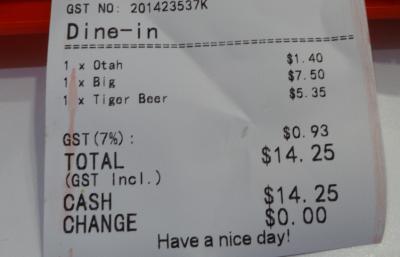 GST NO: 201423537K
Dine-in
1 x Otah $1.40
1 x Big $7.50
1 x Tiger Beer $5.35
GST(7%): $0.93
TOTAL $14.25
(GST Incl.)
CASH $14.25
CHANGE $0.00
Have a nice day!